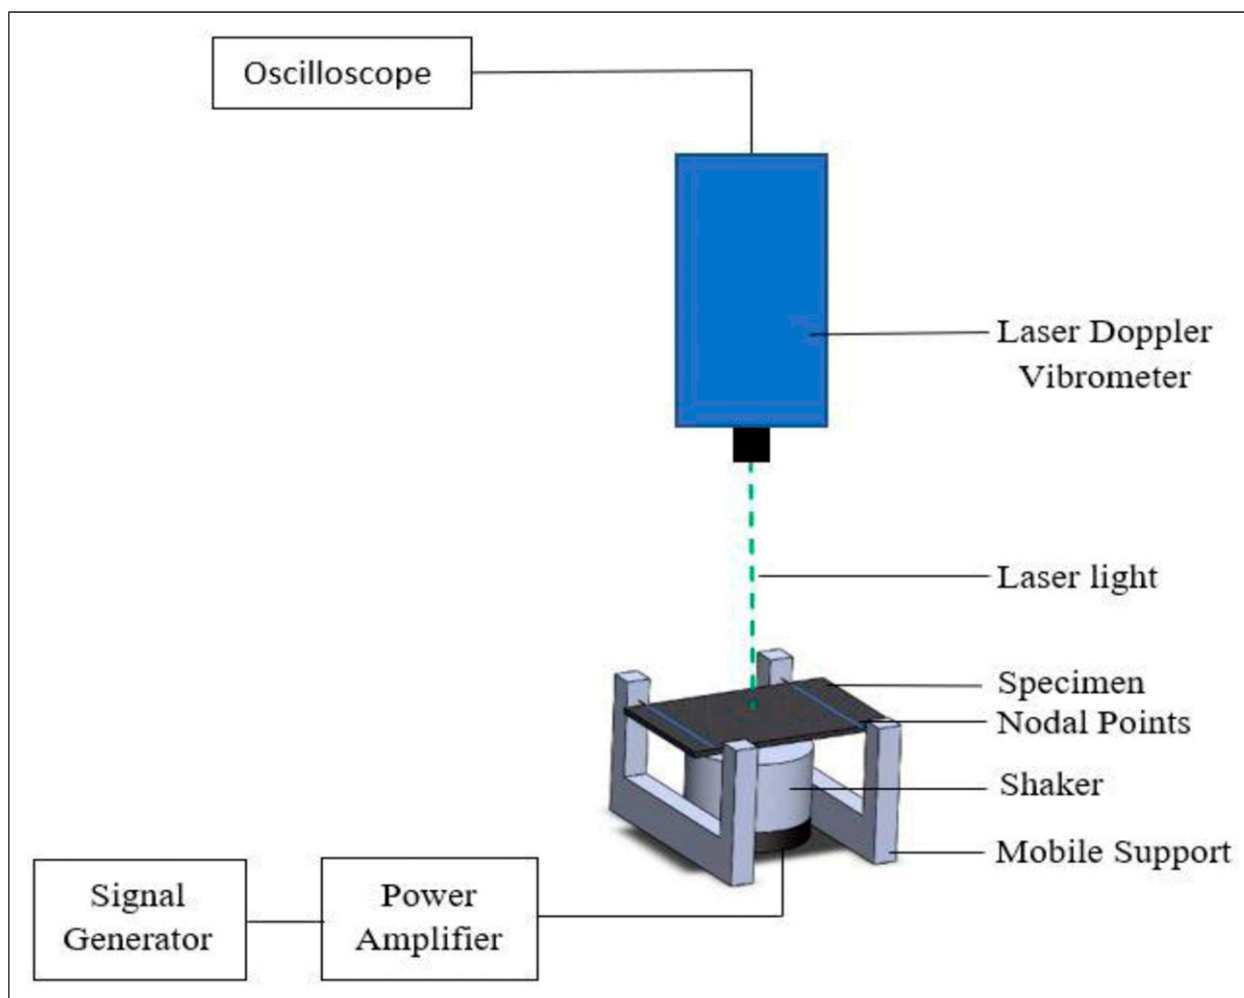 Oscilloscope
Laser Doppler
Vibrometer
Laser light
Specimen
Nodal Points
Shaker
Mobile Support
Signal
Generator
Power
Amplifier